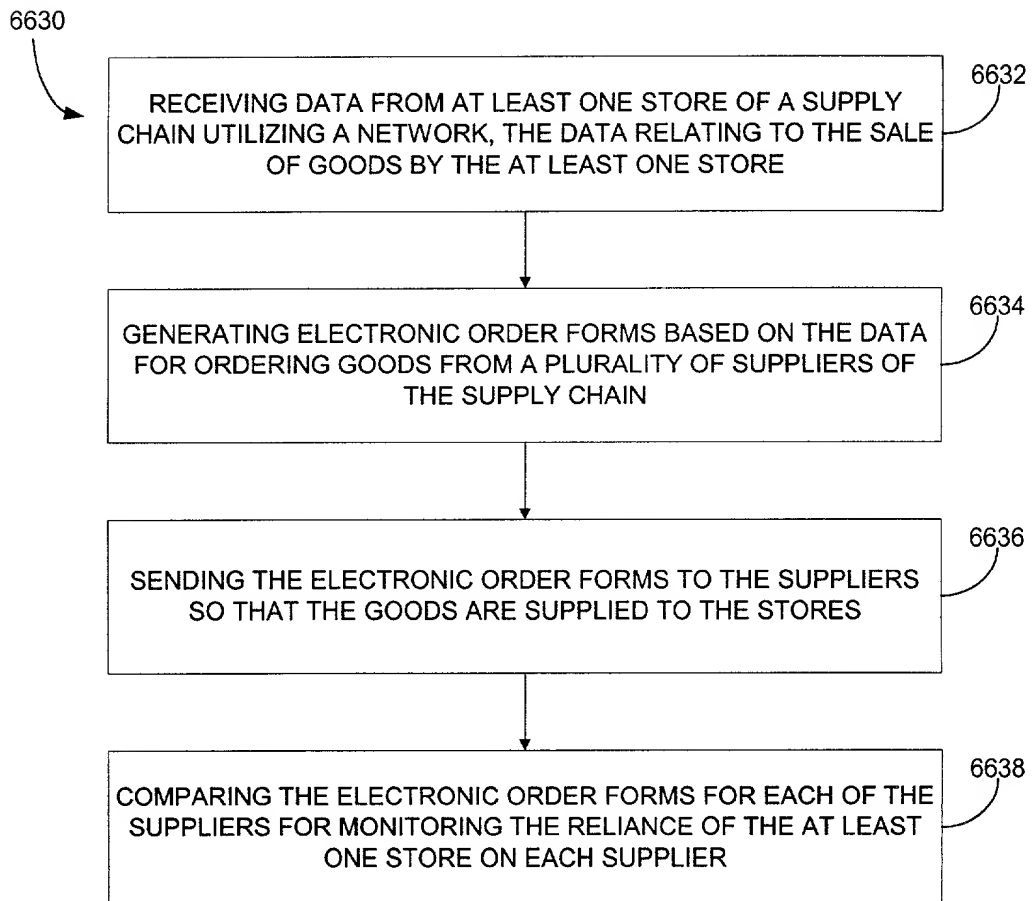 6630
6632
RECEIVING DATA FROM AT LEAST ONE STORE OF A SUPPLY
CHAIN UTILIZING A NETWORK, THE DATA RELATING TO THE SALE
OF GOODS BY THE AT LEAST ONE STORE
6634
GENERATING ELECTRONIC ORDER FORMS BASED ON THE DATA
FOR ORDERING GOODS FROM A PLURALITY OF SUPPLIERS OF
THE SUPPLY CHAIN
6636
SENDING THE ELECTRONIC ORDER FORMS TO THE SUPPLIERS
SO THAT THE GOODS ARE SUPPLIED TO THE STORES
6638
COMPARING THE ELECTRONIC ORDER FORMS FOR EACH OF THE
SUPPLIERS FOR MONITORING THE RELIANCE OF THE AT LEAST
ONE STORE ON EACH SUPPLIER